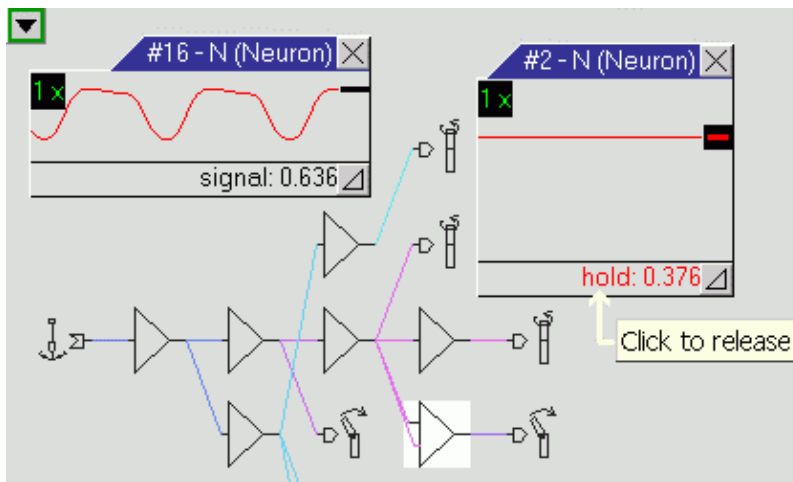 #16 - N (Neuron)
1 x
signal: 0.636
#2 - N (Neuron)
1 x
hold: 0.376
Click to release